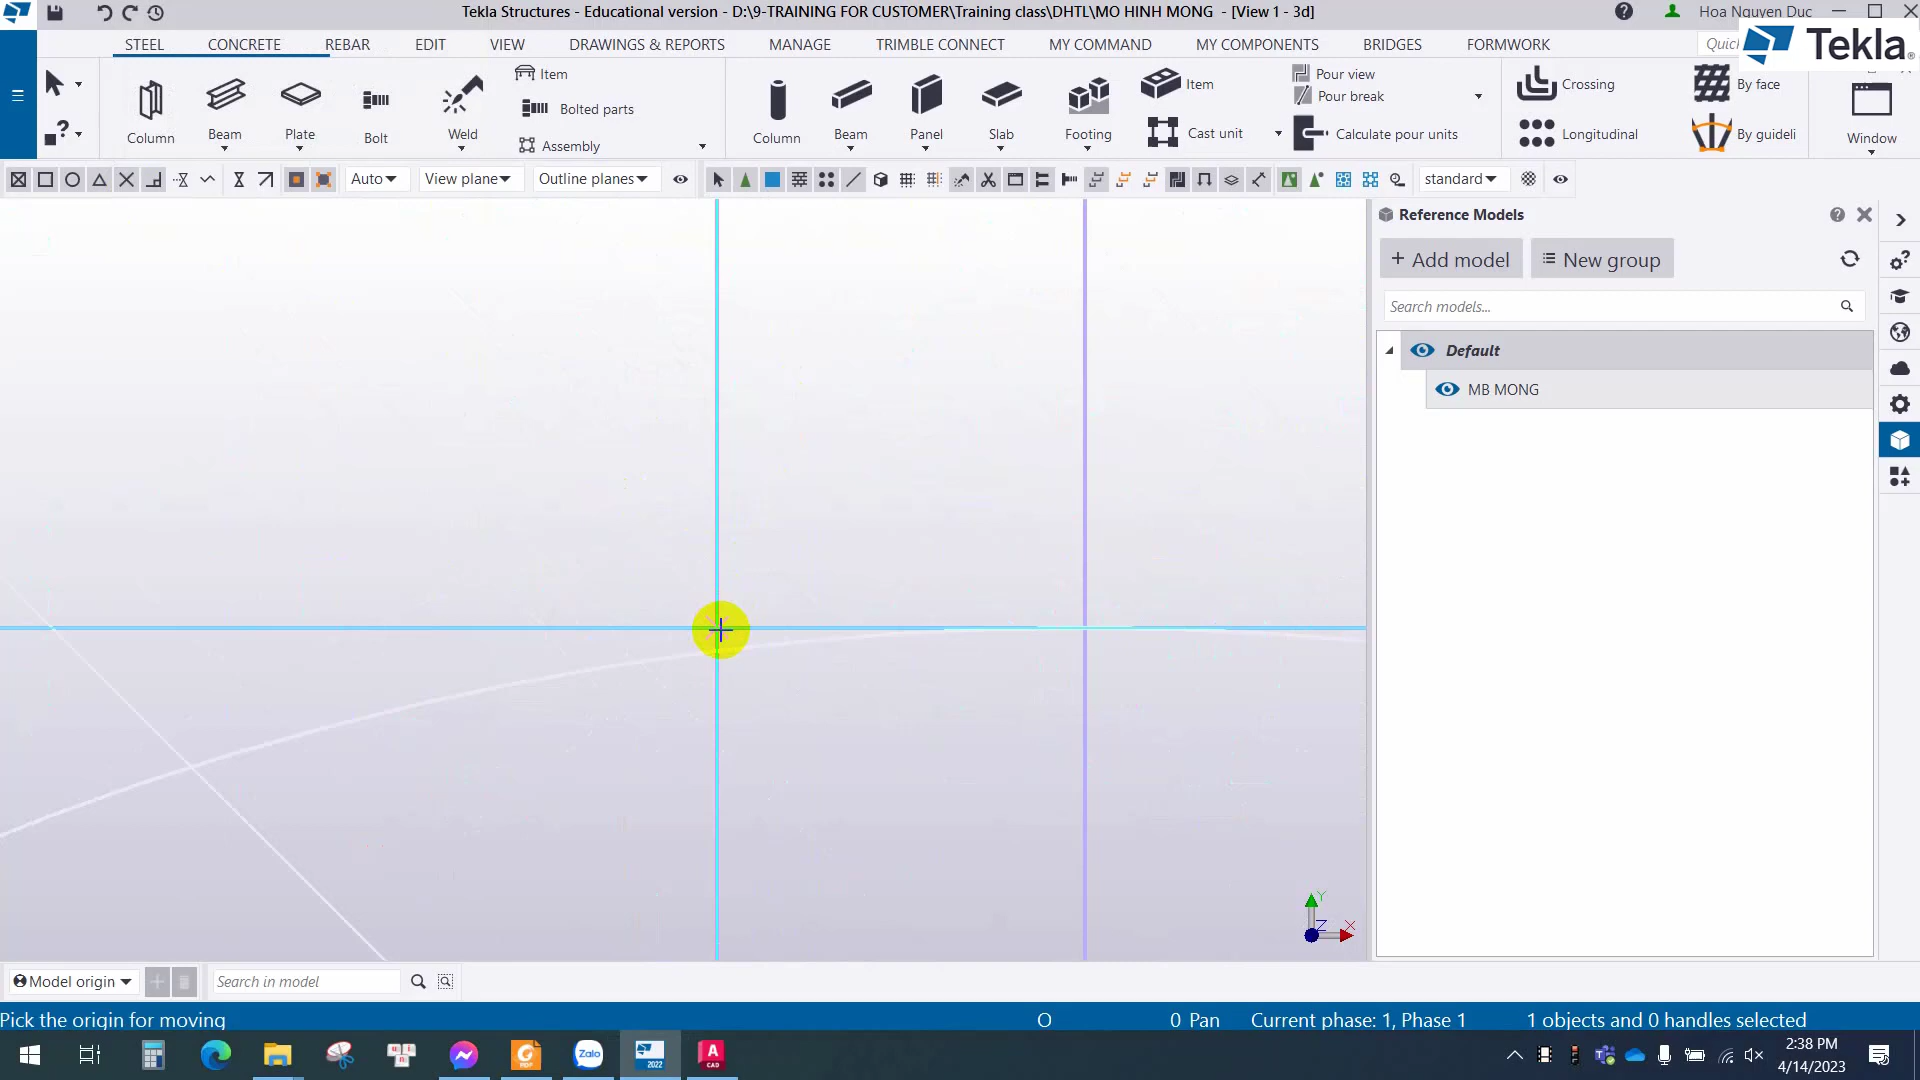 Tekla Structures - Educational version - D:\9-TRAINING FOR CUSTOMER\Training class\DHTL\MO HINH MONG - [View 1 - 3d]
Hoa Nguyen Duc
STEEL CONCRETE REBAR EDIT VIEW DRAWINGS & REPORTS MANAGE TRIMBLE CONNECT MY COMMAND MY COMPONENTS BRIDGES FORMWORK
Tekla
Column Beam Plate Bolt Weld
Item
Bolted parts
Assembly
Column Beam Panel Slab Footing
Item
Cast unit
Pour view
Pour break
Calculate pour units
Crossing
Longitudinal
By face
By guideli
Window
Auto View plane Outline planes standard
Reference Models
+ Add model New group
Search models...
Default
MB MONG
Y
Z X
Model origin Search in model
Pick the origin for moving O 0 Pan Current phase: 1, Phase 1 1 objects and 0 handles selected
Zalo
2022
A
CAD
2:38 PM
4/14/2023